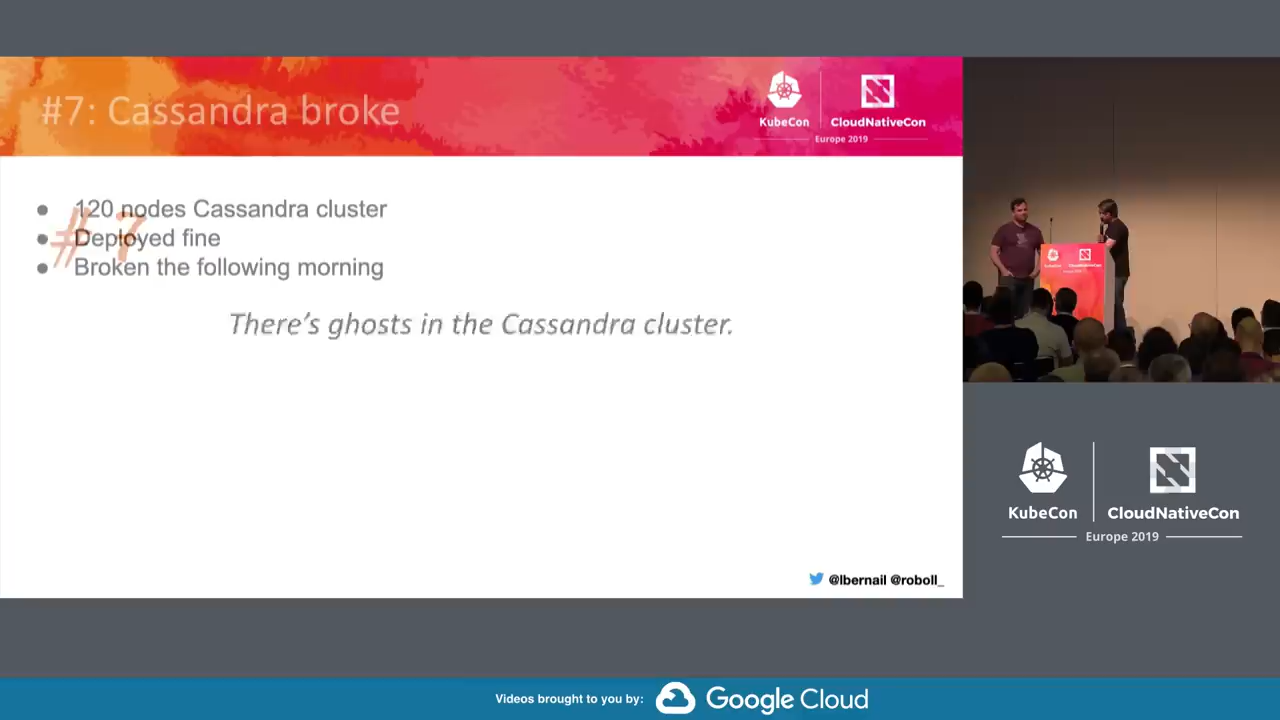 #7: Cassandra broke
KubeCon
CloudNativeCon
Europe 2019
#7
120 nodes Cassandra cluster
Deployed fine
Broken the following morning
There's ghosts in the Cassandra cluster.
@lbernail @roboll_
KubeCon
CloudNativeCon
Europe 2019
Videos brought to you by:
Google Cloud